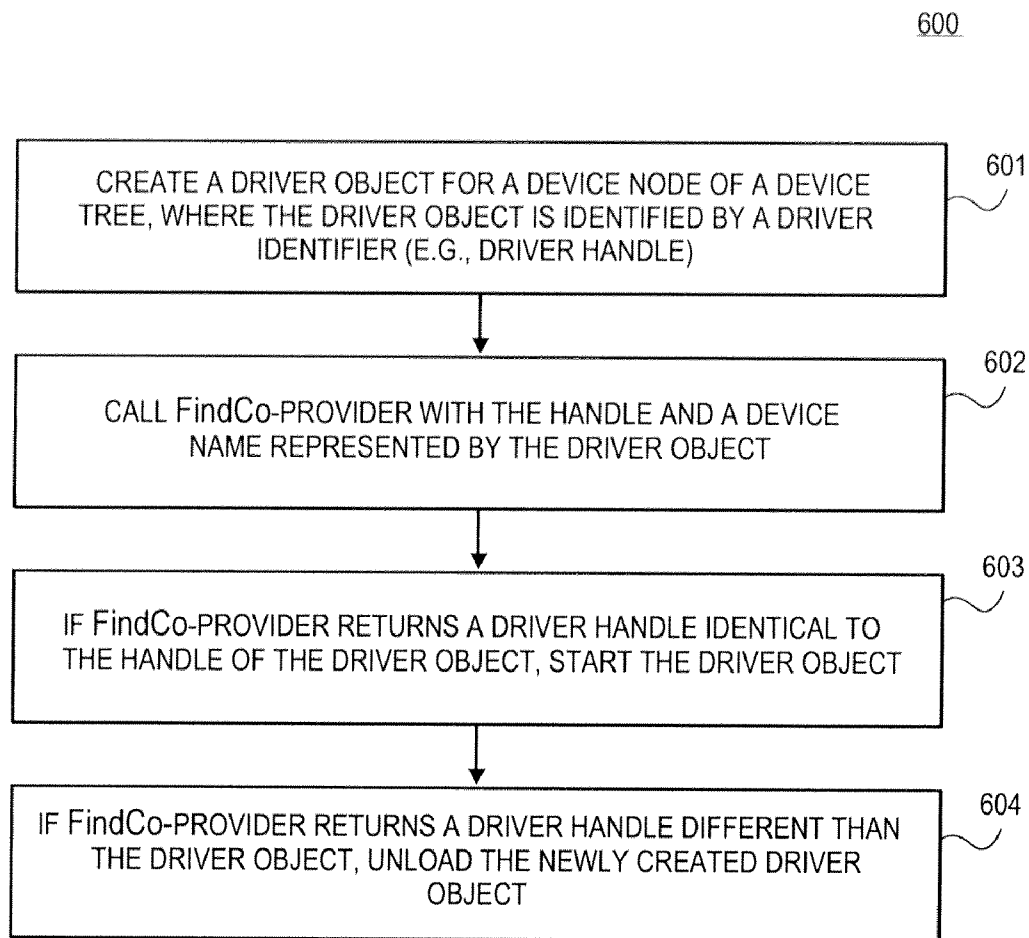 600
CREATE A DRIVER OBJECT FOR A DEVICE NODE OF A DEVICE
TREE, WHERE THE DRIVER OBJECT IS IDENTIFIED BY A DRIVER
IDENTIFIER (E.G., DRIVER HANDLE)
601
CALL FindCo-PROVIDER WITH THE HANDLE AND A DEVICE
NAME REPRESENTED BY THE DRIVER OBJECT
602
IF FindCo-PROVIDER RETURNS A DRIVER HANDLE IDENTICAL TO
THE HANDLE OF THE DRIVER OBJECT, START THE DRIVER OBJECT
603
IF FindCo-PROVIDER RETURNS A DRIVER HANDLE DIFFERENT THAN
THE DRIVER OBJECT, UNLOAD THE NEWLY CREATED DRIVER
OBJECT
604